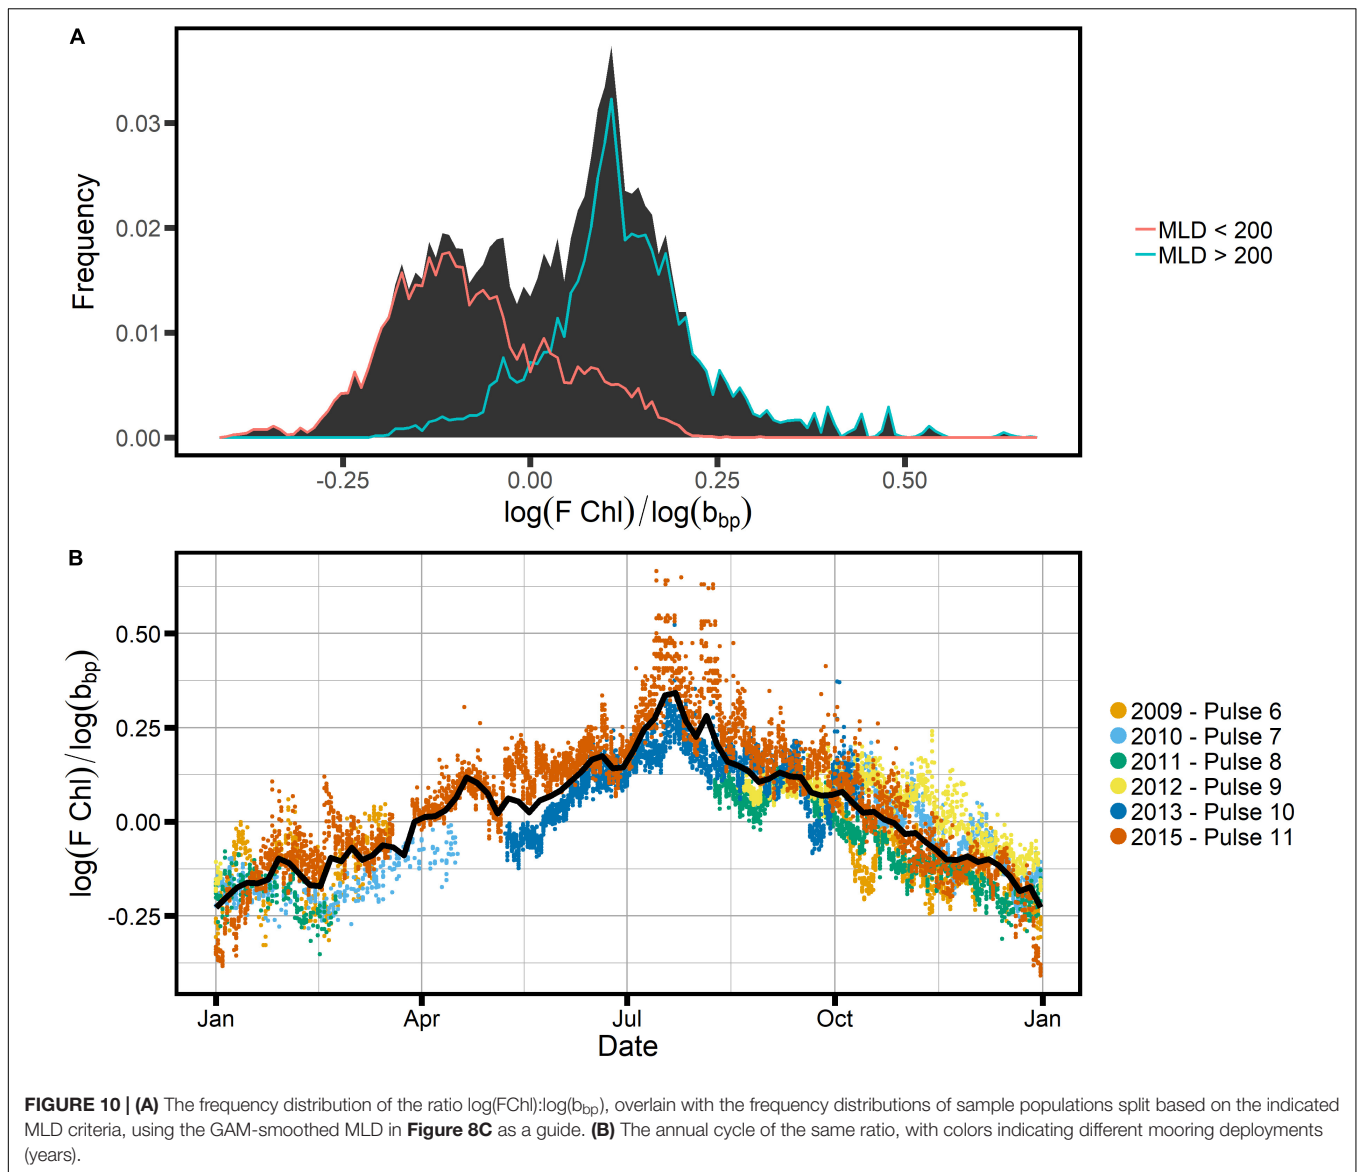 A
0.03
0.02
0.01
0.00
Frequency
-0.25 0.00 0.25 0.50
log(F Chl)/log(bbp)
MLD < 200
MLD > 200
B
0.50
0.25
0.00
-0.25
log(F Chl)/log(bbp)
Jan Apr Jul Oct Jan
Date
2009 - Pulse 6
2010 - Pulse 7
2011 - Pulse 8
2012 - Pulse 9
2013 - Pulse 10
2015 - Pulse 11
FIGURE 10 | (A) The frequency distribution of the ratio log(FChl):log(bbp), overlain with the frequency distributions of sample populations split based on the indicated
MLD criteria, using the GAM-smoothed MLD in Figure 8C as a guide. (B) The annual cycle of the same ratio, with colors indicating different mooring deployments
(years).